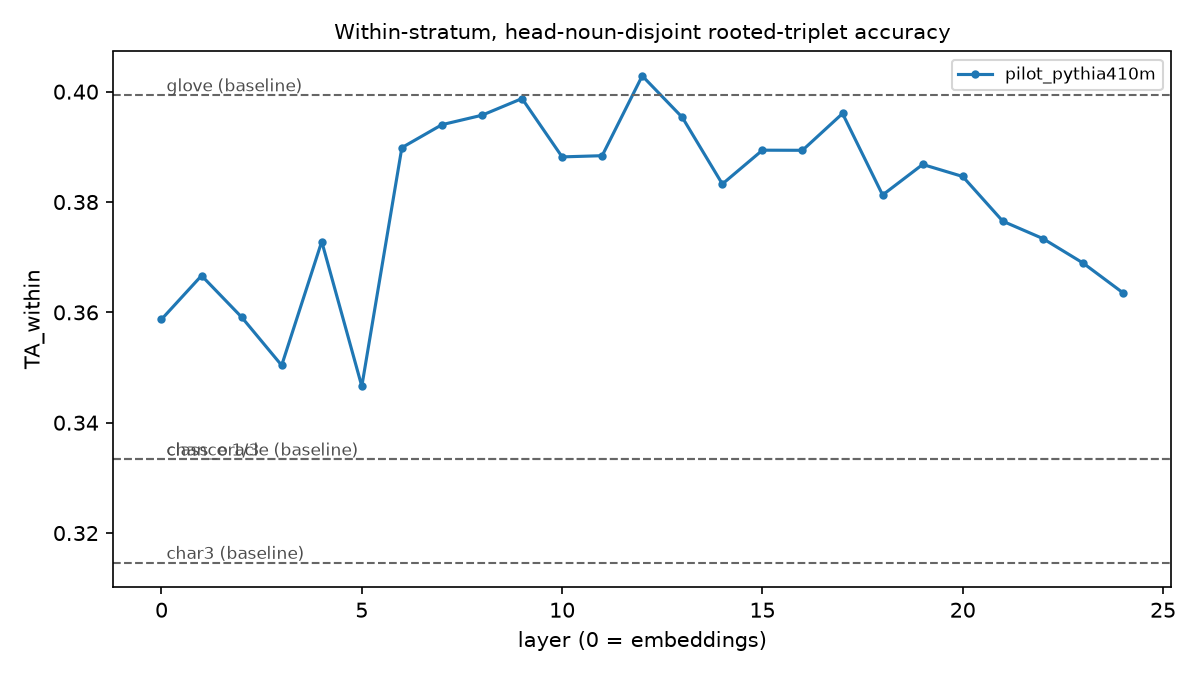 Within-stratum, head-noun-disjoint rooted-triplet accuracy
pilot_pythia410m
glove (baseline)
0.40
0.38
0.36
0.34
0.32
TA_within
(baseline)
char3 (baseline)
0
5
10
15
20
25
layer (0 = embeddings)